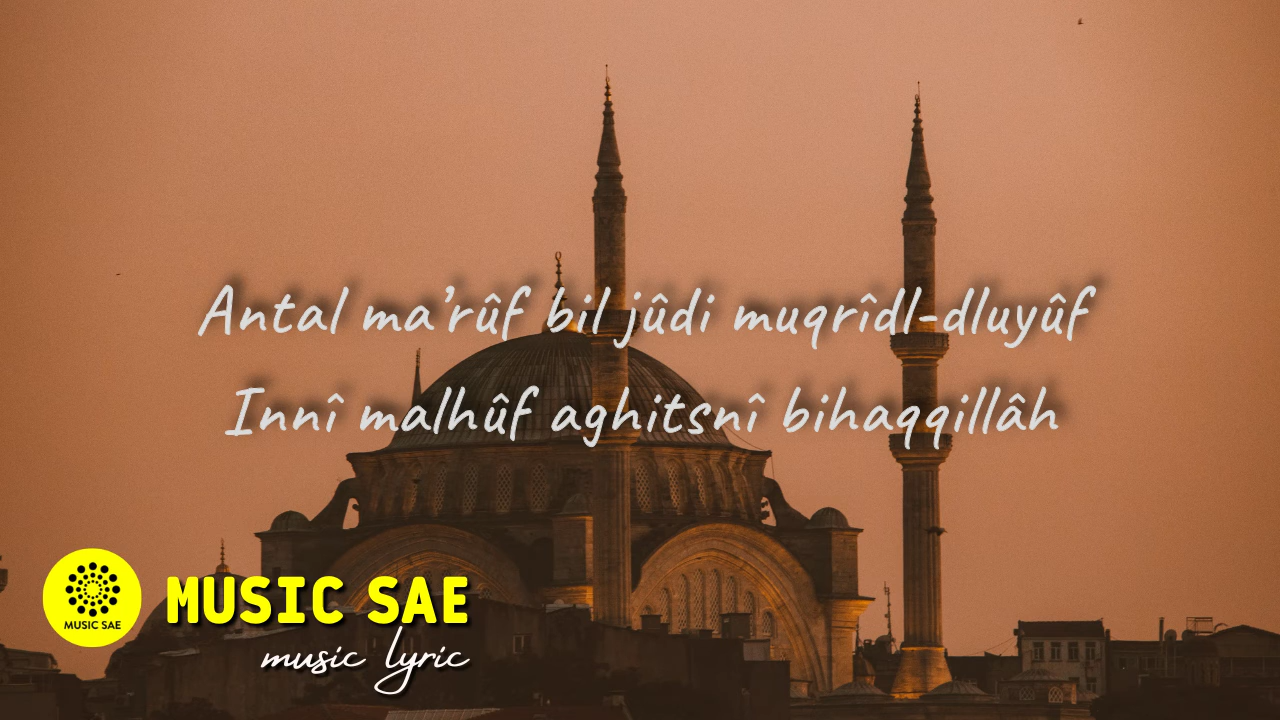 Antal ma’rûf bil jûdi muqrîdl-dluyûf
Innî malhûf aghitsnî bihaqqillâh
MUSIC SAE
MUSIC SAE
music lyric